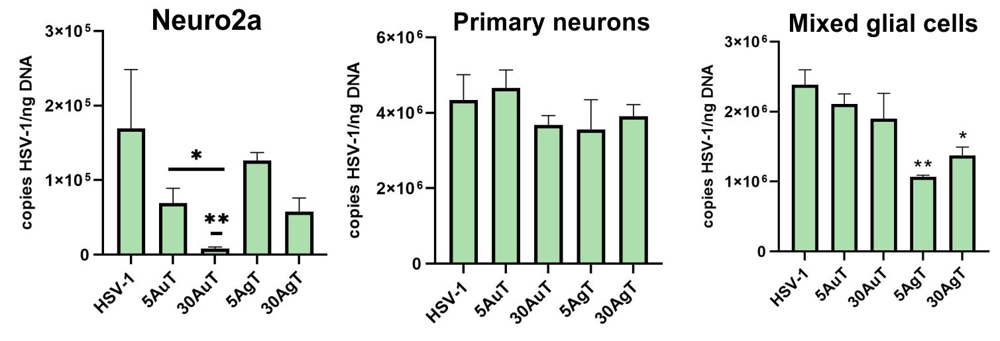 Neuro2a
copies HSV-1/ng DNA
3×10⁵
2×10⁵
1×10⁵
0
*
**
HSV-1
5AuT
30AuT
5AgT
30AgT
Primary neurons
copies HSV-1/ng DNA
6×10⁶
4×10⁶
2×10⁶
0
HSV-1
5AuT
30AuT
5AgT
30AgT
Mixed glial cells
copies HSV-1/ng DNA
3×10⁶
2×10⁶
1×10⁶
0
**
*
HSV-1
5AuT
30AuT
5AgT
30AgT